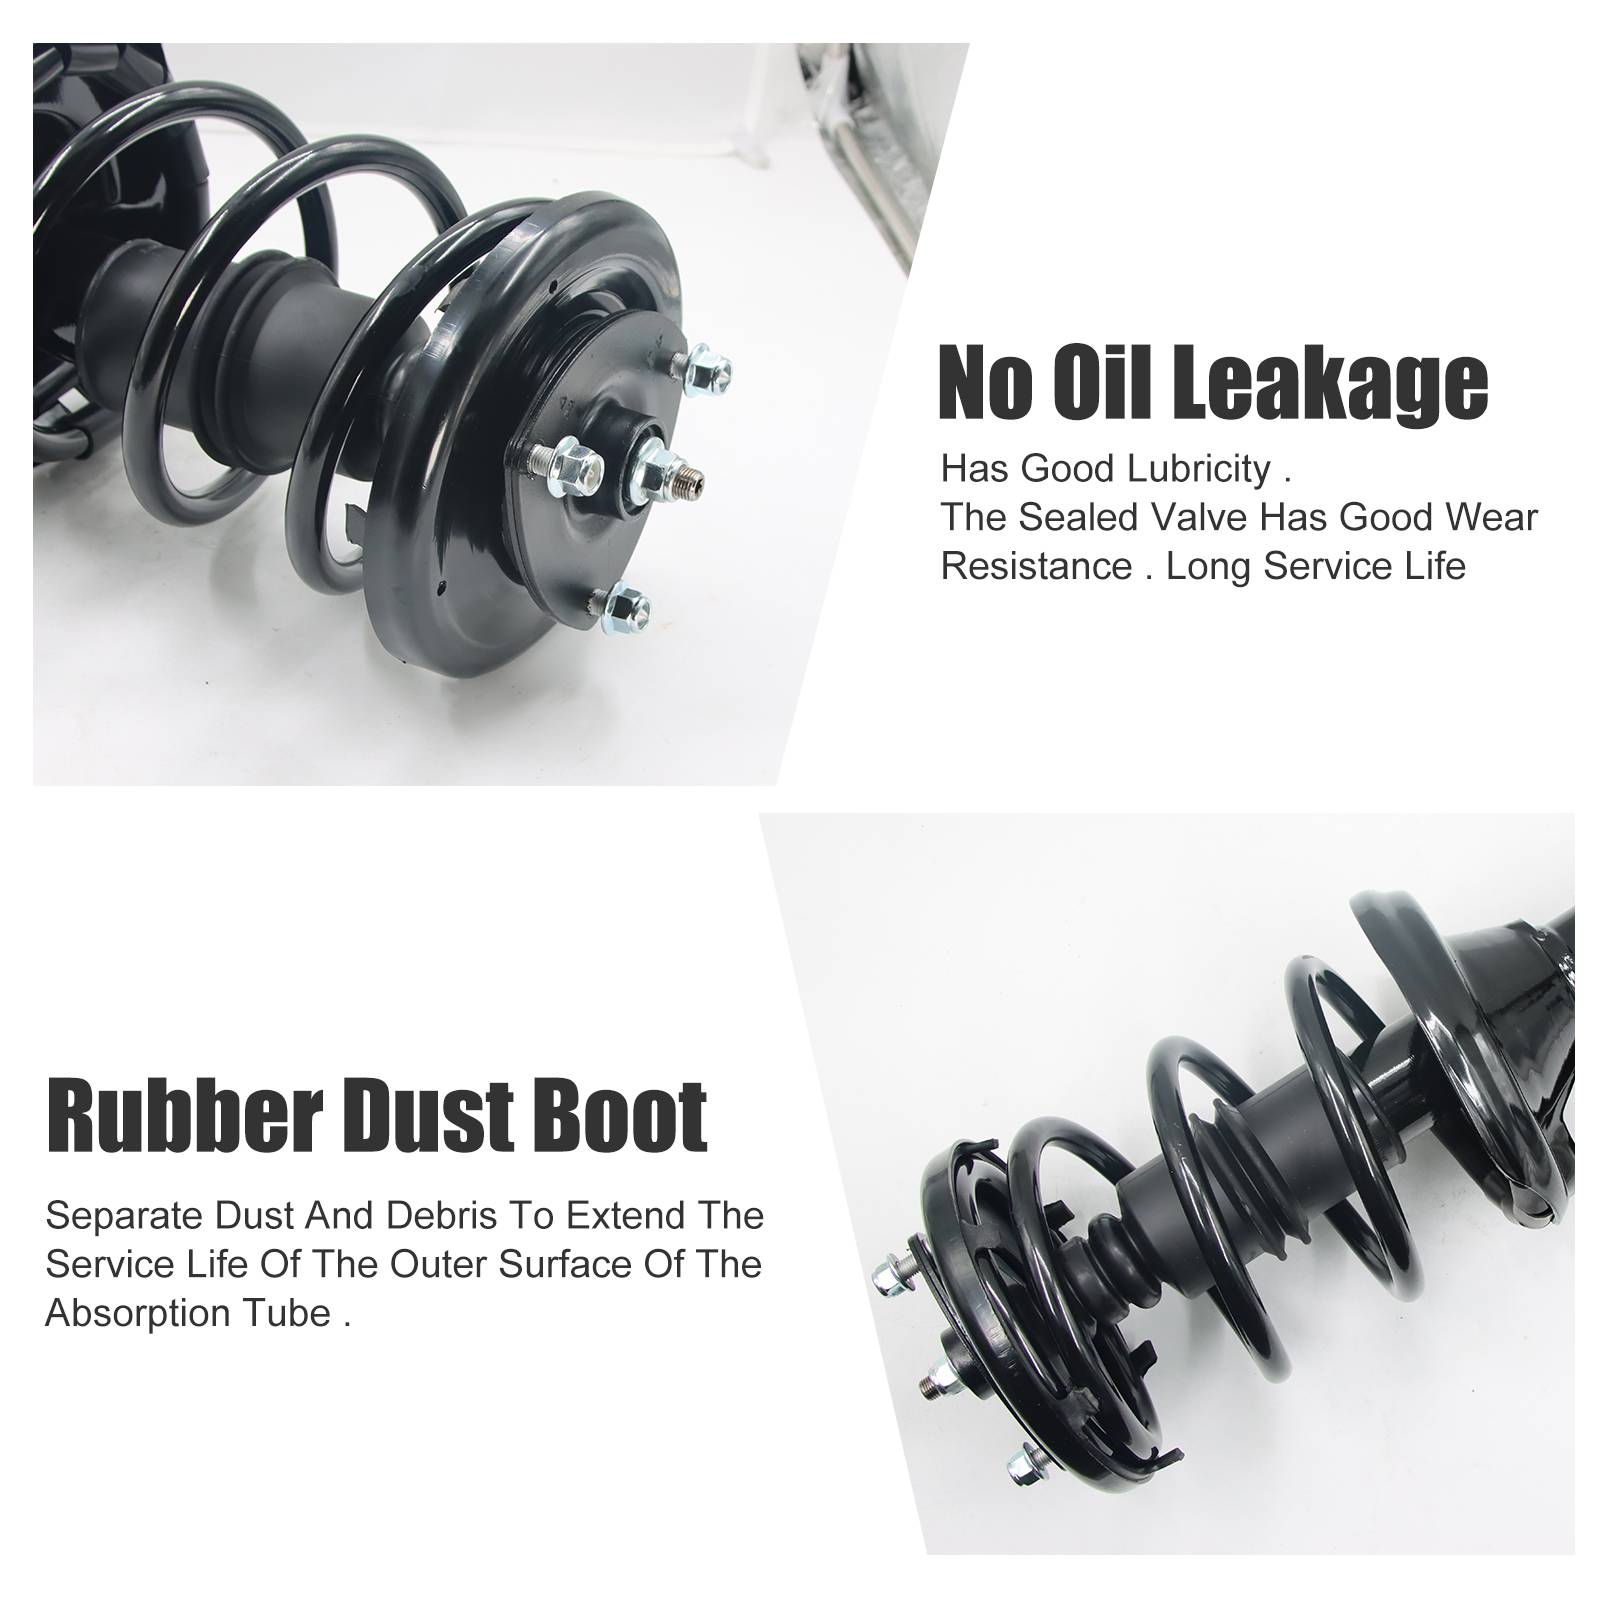 No Oil Leakage
Has Good Lubricity .
The Sealed Valve Has Good Wear
Resistance . Long Service Life
Rubber Dust Boot
Separate Dust And Debris To Extend The
Service Life Of The Outer Surface Of The
Absorption Tube .